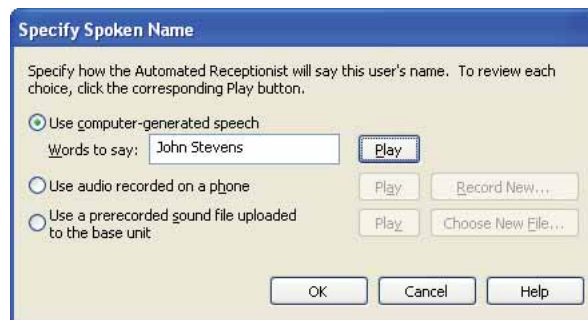 Specify Spoken Name
Specify how the Automated Receptionist will say this user's name. To review each
choice, click the corresponding Play button.
Use computer-generated speech
Words to say: John Stevens Play
Use audio recorded on a phone Play Record New...
Use a prerecorded sound file uploaded
to the base unit Play Choose New File...
OK Cancel Help